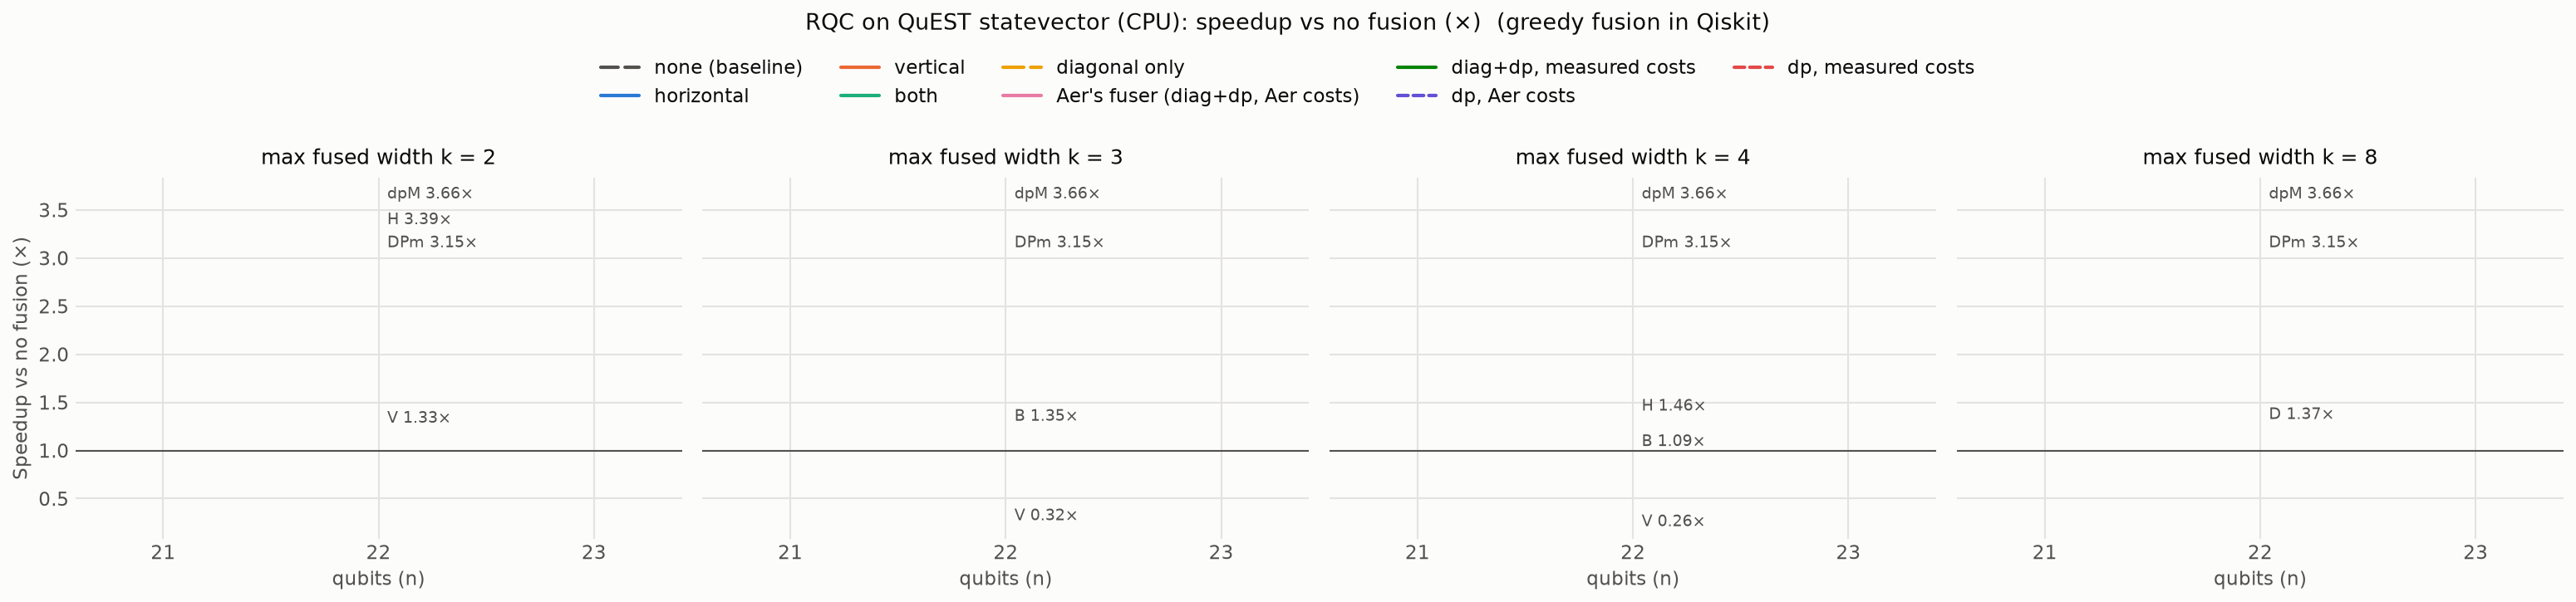 RQC on QuEST statevector (CPU): speedup vs no fusion (×)  (greedy fusion in Qiskit)
none (baseline) vertical diagonal only diag+dp, measured costs dp, measured costs
horizontal both Aer's fuser (diag+dp, Aer costs) dp, Aer costs
max fused width k = 2
Speedup vs no fusion (×)
3.5
3.0
2.5
2.0
1.5
1.0
0.5
dpM 3.66×
H 3.39×
DPm 3.15×
V 1.33×
21 22 23
qubits (n)
max fused width k = 3
dpM 3.66×
DPm 3.15×
B 1.35×
V 0.32×
21 22 23
qubits (n)
max fused width k = 4
dpM 3.66×
DPm 3.15×
H 1.46×
B 1.09×
V 0.26×
21 22 23
qubits (n)
max fused width k = 8
dpM 3.66×
DPm 3.15×
D 1.37×
21 22 23
qubits (n)